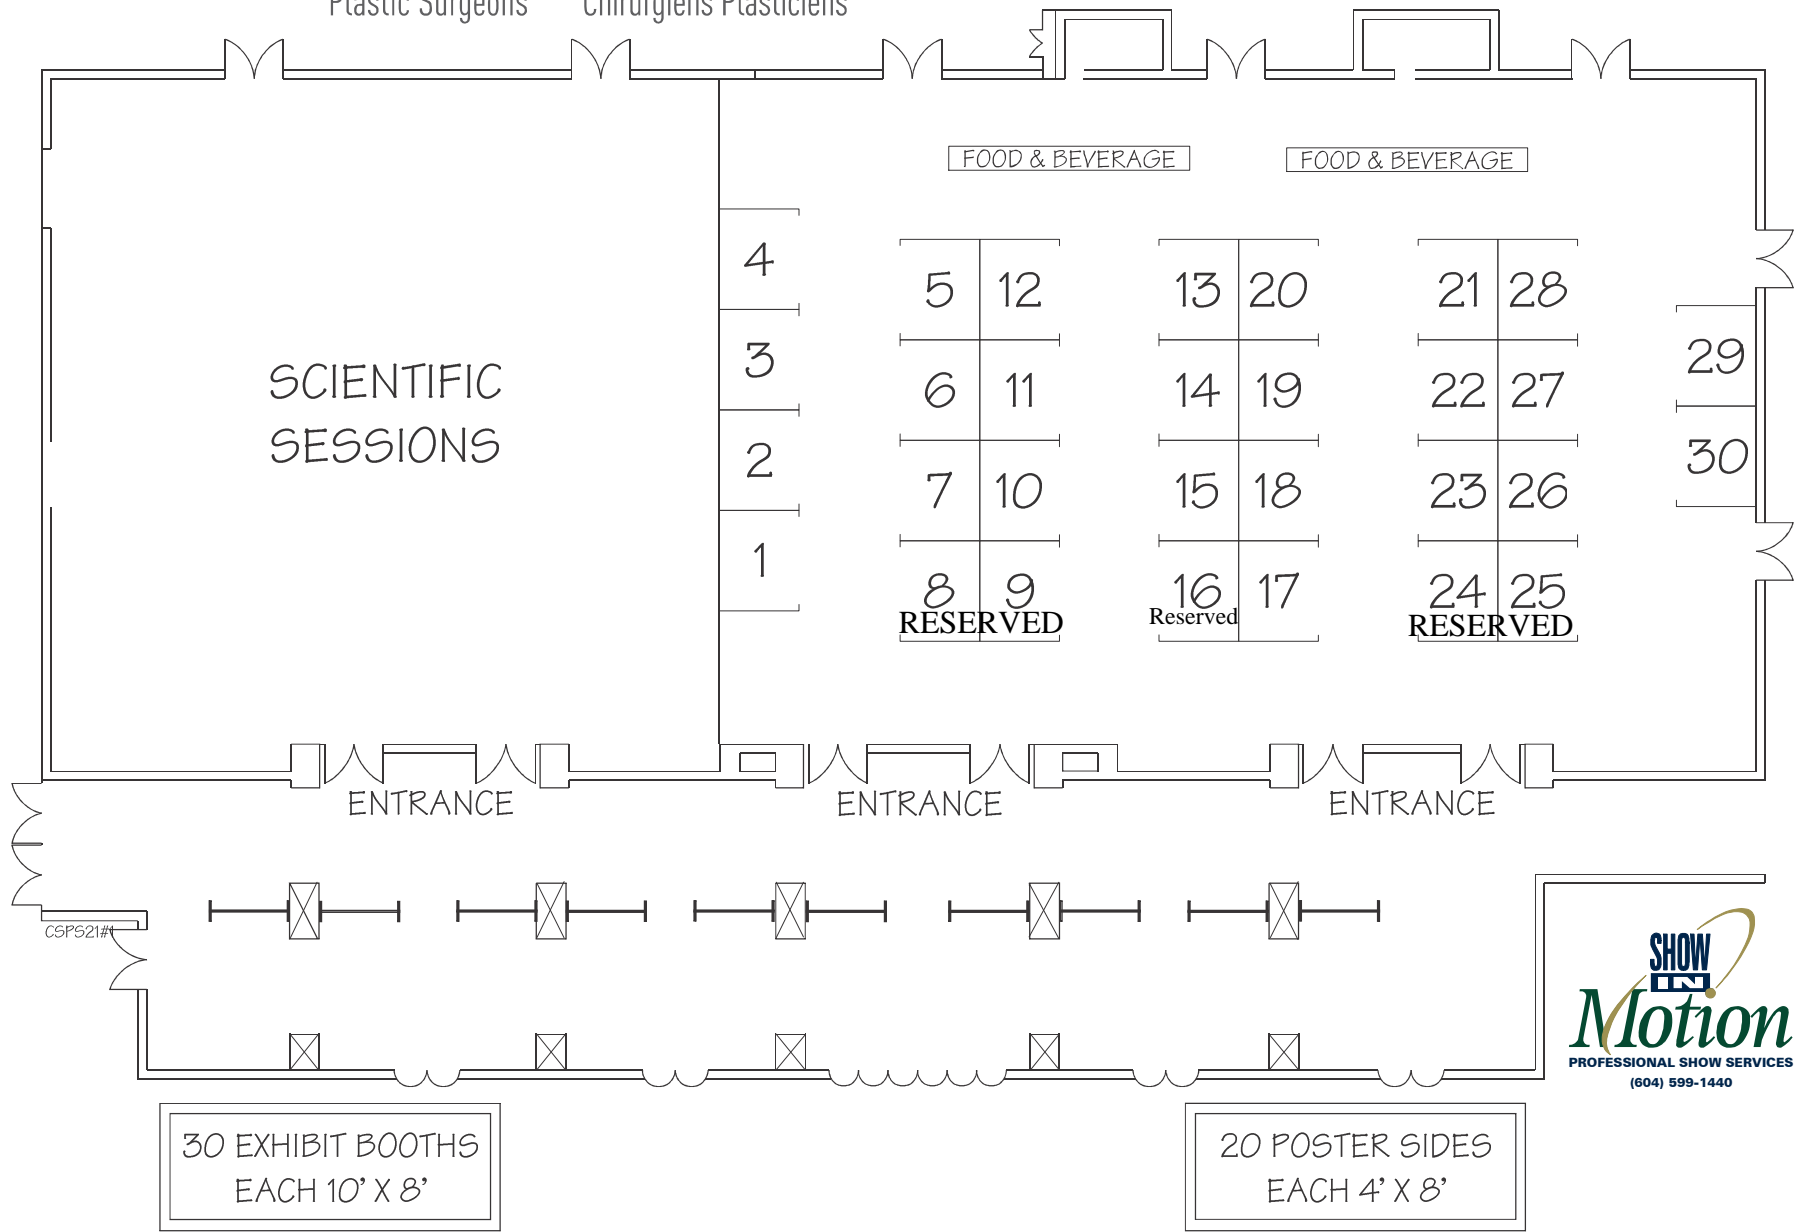 Plastic Surgeons Chirurgiens Plasticiens
FOOD & BEVERAGE
FOOD & BEVERAGE
SCIENTIFIC
SESSIONS
4
3
2
1
5 12
6 11
7 10
8 9
RESERVED
13 20
14 19
15 18
16 17
Reserved
21 28
22 27
23 26
24 25
RESERVED
29
30
ENTRANCE
ENTRANCE
ENTRANCE
CSPS21#1
SHOW
IN
Motion
PROFESSIONAL SHOW SERVICES
(604) 599-1440
30 EXHIBIT BOOTHS
EACH 10' X 8'
20 POSTER SIDES
EACH 4' X 8'